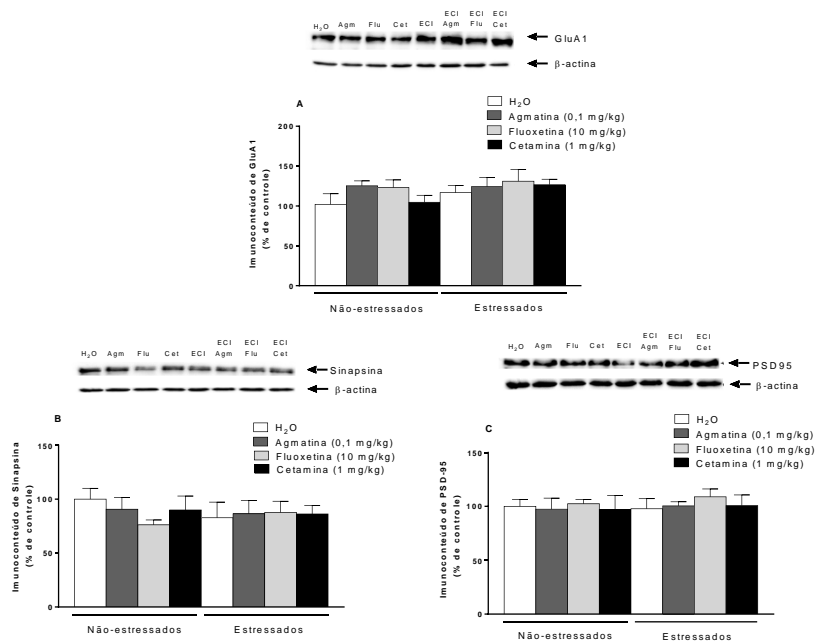 H₂O Agm Flu Cet ECI ECI Agm ECI Flu ECI Cet
GluA1
β-actina
A
H₂O
Agmatina (0,1 mg/kg)
Fluoxetina (10 mg/kg)
Cetamina (1 mg/kg)
Imunoconteúdo de GluA1
(% de controle)
200
150
100
50
0
Não-estressados Estressados
H₂O Agm Flu Cet ECI ECI Agm ECI Flu ECI Cet
Sinapsina
β-actina
B
H₂O
Agmatina (0,1 mg/kg)
Fluoxetina (10 mg/kg)
Cetamina (1 mg/kg)
Imunoconteúdo de Sinapsina
(% de controle)
150
100
50
0
Não-estressados Estressados
H₂O Agm Flu Cet ECI ECI Agm ECI Flu ECI Cet
PSD95
β-actina
C
H₂O
Agmatina (0,1 mg/kg)
Fluoxetina (10 mg/kg)
Cetamina (1 mg/kg)
Imunoconteúdo de PSD-95
(% de controle)
150
100
50
0
Não-estressados Estressados